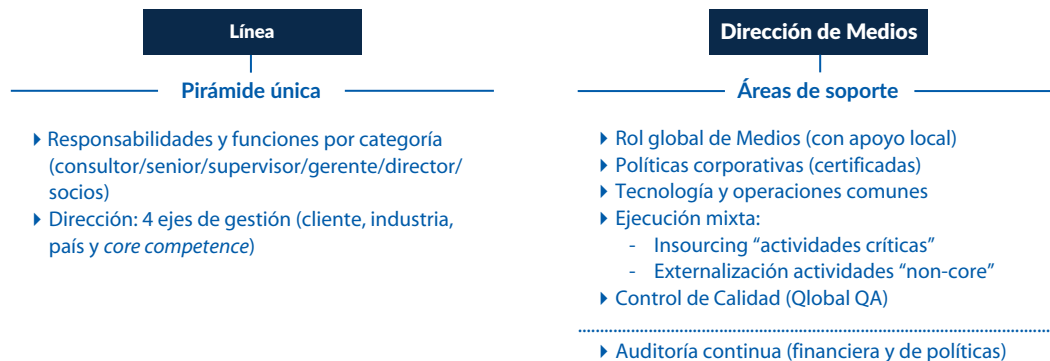 Línea
Pirámide única
Responsabilidades y funciones por categoría
(consultor/senior/supervisor/gerente/director/
socios)
Dirección: 4 ejes de gestión (cliente, industria,
país y core competence)
Dirección de Medios
Áreas de soporte
Rol global de Medios (con apoyo local)
Políticas corporativas (certificadas)
Tecnología y operaciones comunes
Ejecución mixta:
- Insourcing “actividades críticas”
- Externalización actividades “non-core”
Control de Calidad (Qlobal QA)
Auditoría continua (financiera y de políticas)